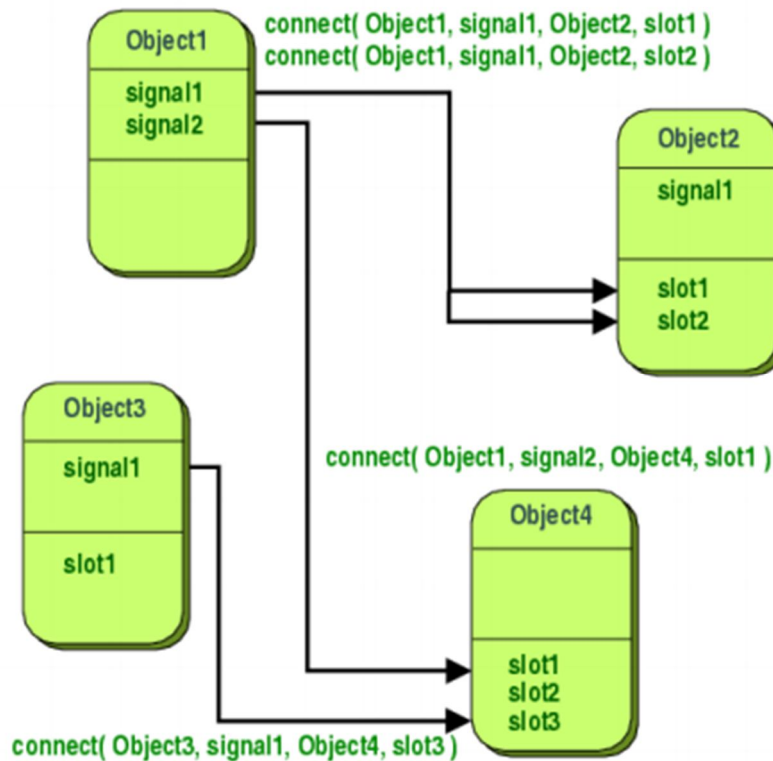 Object1
signal1
signal2
connect( Object1, signal1, Object2, slot1 )
connect( Object1, signal1, Object2, slot2 )
Object2
signal1
slot1
slot2
Object3
signal1
slot1
connect( Object1, signal2, Object4, slot1 )
Object4
slot1
slot2
slot3
connect( Object3, signal1, Object4, slot3 )